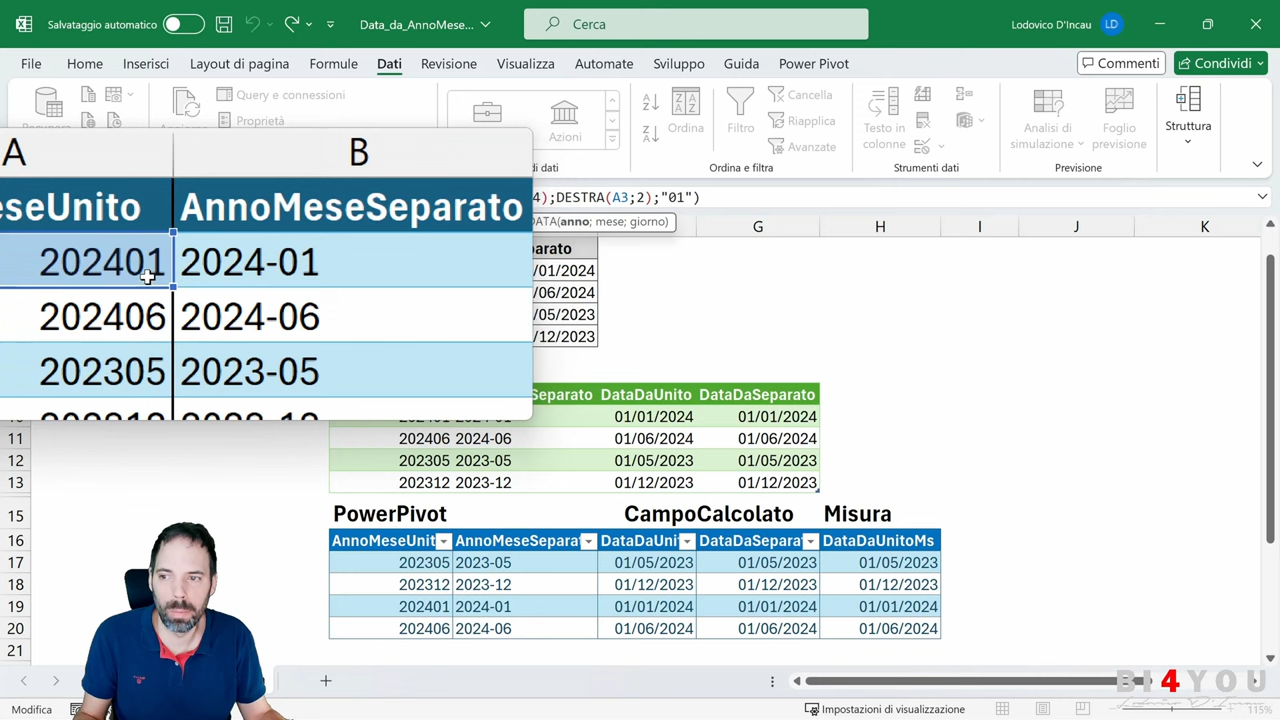 Salvataggio automatico
Data_da_AnnoMese...
Cerca
Lodovico D'Incau LD
File Home Inserisci Layout di pagina Formule Dati Revisione Visualizza Automate Sviluppo Guida Power Pivot
Commenti Condividi
Query e connessioni
Proprietà
Azioni
Ordina
Filtro
Cancella
Riapplica
Avanzate
Testo in colonne
Analisi di simulazione
Foglio previsione
Struttura
di dati Ordina e filtra Strumenti dati Previsione
4);DESTRA(A3;2);"01")
DATA(anno; mese; giorno)
A B
eseUnito AnnoMeseSeparato
202401 2024-01
202406 2024-06
202305 2023-05
G H I J K
arato
/01/2024
/06/2024
/05/2023
/12/2023
Separato DataDaUnito DataDaSeparato
01/01/2024 01/01/2024
11 202406 2024-06 01/06/2024 01/06/2024
12 202305 2023-05 01/05/2023 01/05/2023
13 202312 2023-12 01/12/2023 01/12/2023
15 PowerPivot CampoCalcolato Misura
16 AnnoMeseUnit AnnoMeseSepara DataDaUni DataDaSepara DataDaUnitoMs
17 202305 2023-05 01/05/2023 01/05/2023 01/05/2023
18 202312 2023-12 01/12/2023 01/12/2023 01/12/2023
19 202401 2024-01 01/01/2024 01/01/2024 01/01/2024
20 202406 2024-06 01/06/2024 01/06/2024 01/06/2024
21
BI4YOU
Lodovico D'Incau
Modifica
Impostazioni di visualizzazione
115%